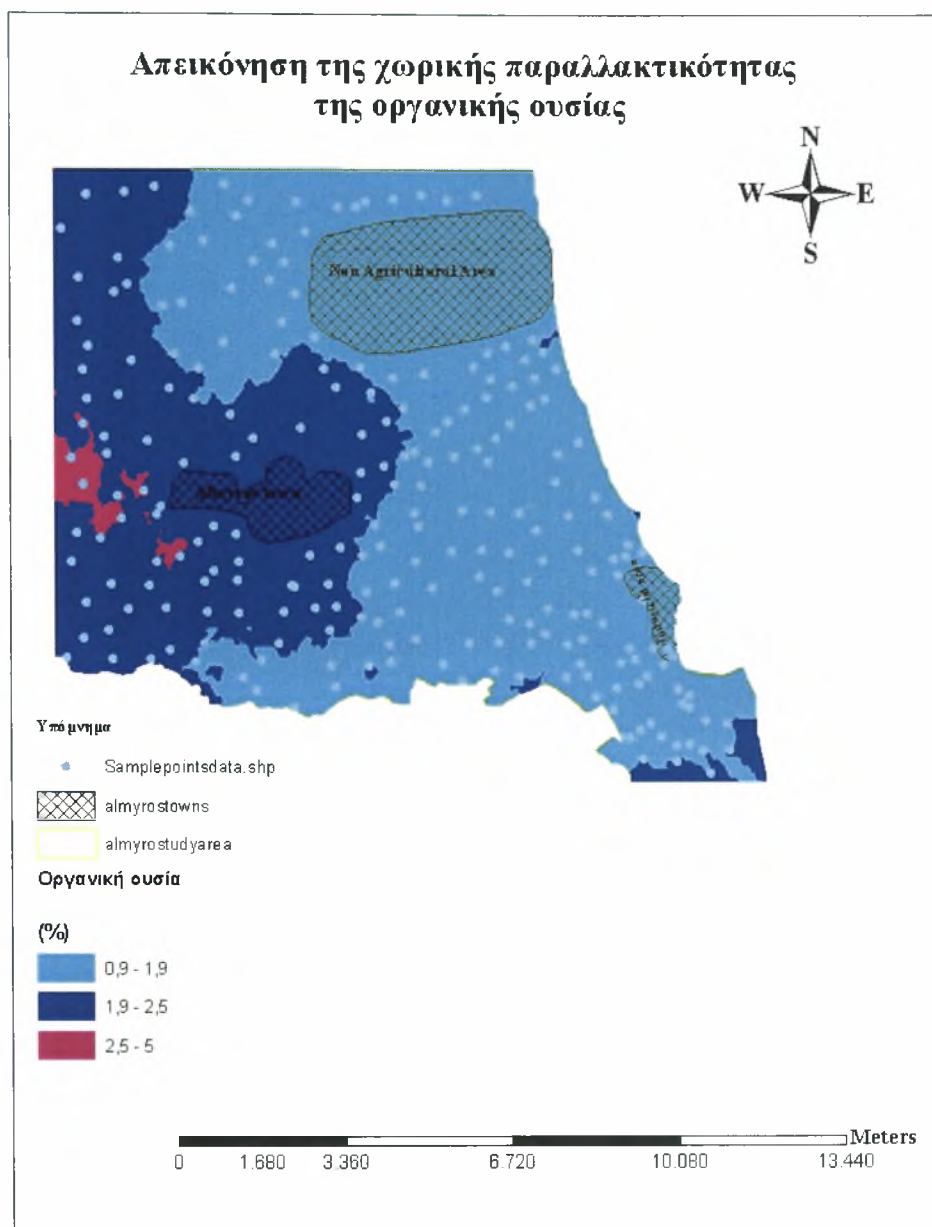 Απεικόνηση της χωρικής παραλλακτικότητας
της οργανικής ουσίας
N
W E
S
Non Agricultural Area
Almyros town
Υπόμνημα
Samplepointsdata.shp
almyrostowns
almyrostudyarea
Οργανική ουσία
(%)
0,9 - 1,9
1,9 - 2,5
2,5 - 5
Meters
0 1.680 3.360 6.720 10.080 13.440